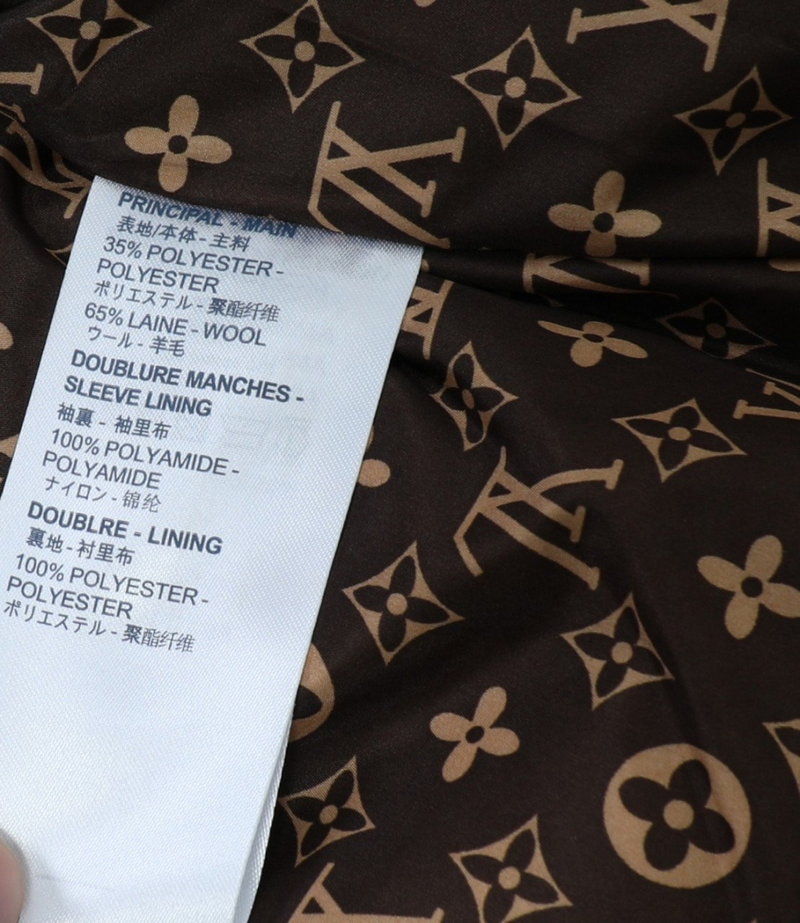 PRINCIPAL - MAIN
表地/本体 - 主料
35% POLYESTER -
POLYESTER
ポリエステル - 聚酯纤维
65% LAINE - WOOL
ウール - 羊毛
DOUBLURE MANCHES -
SLEEVE LINING
袖裏 - 袖里布
100% POLYAMIDE -
POLYAMIDE
ナイロン - 锦纶
DOUBLRE - LINING
裏地 - 衬里布
100% POLYESTER -
POLYESTER
ポリエステル - 聚酯纤维